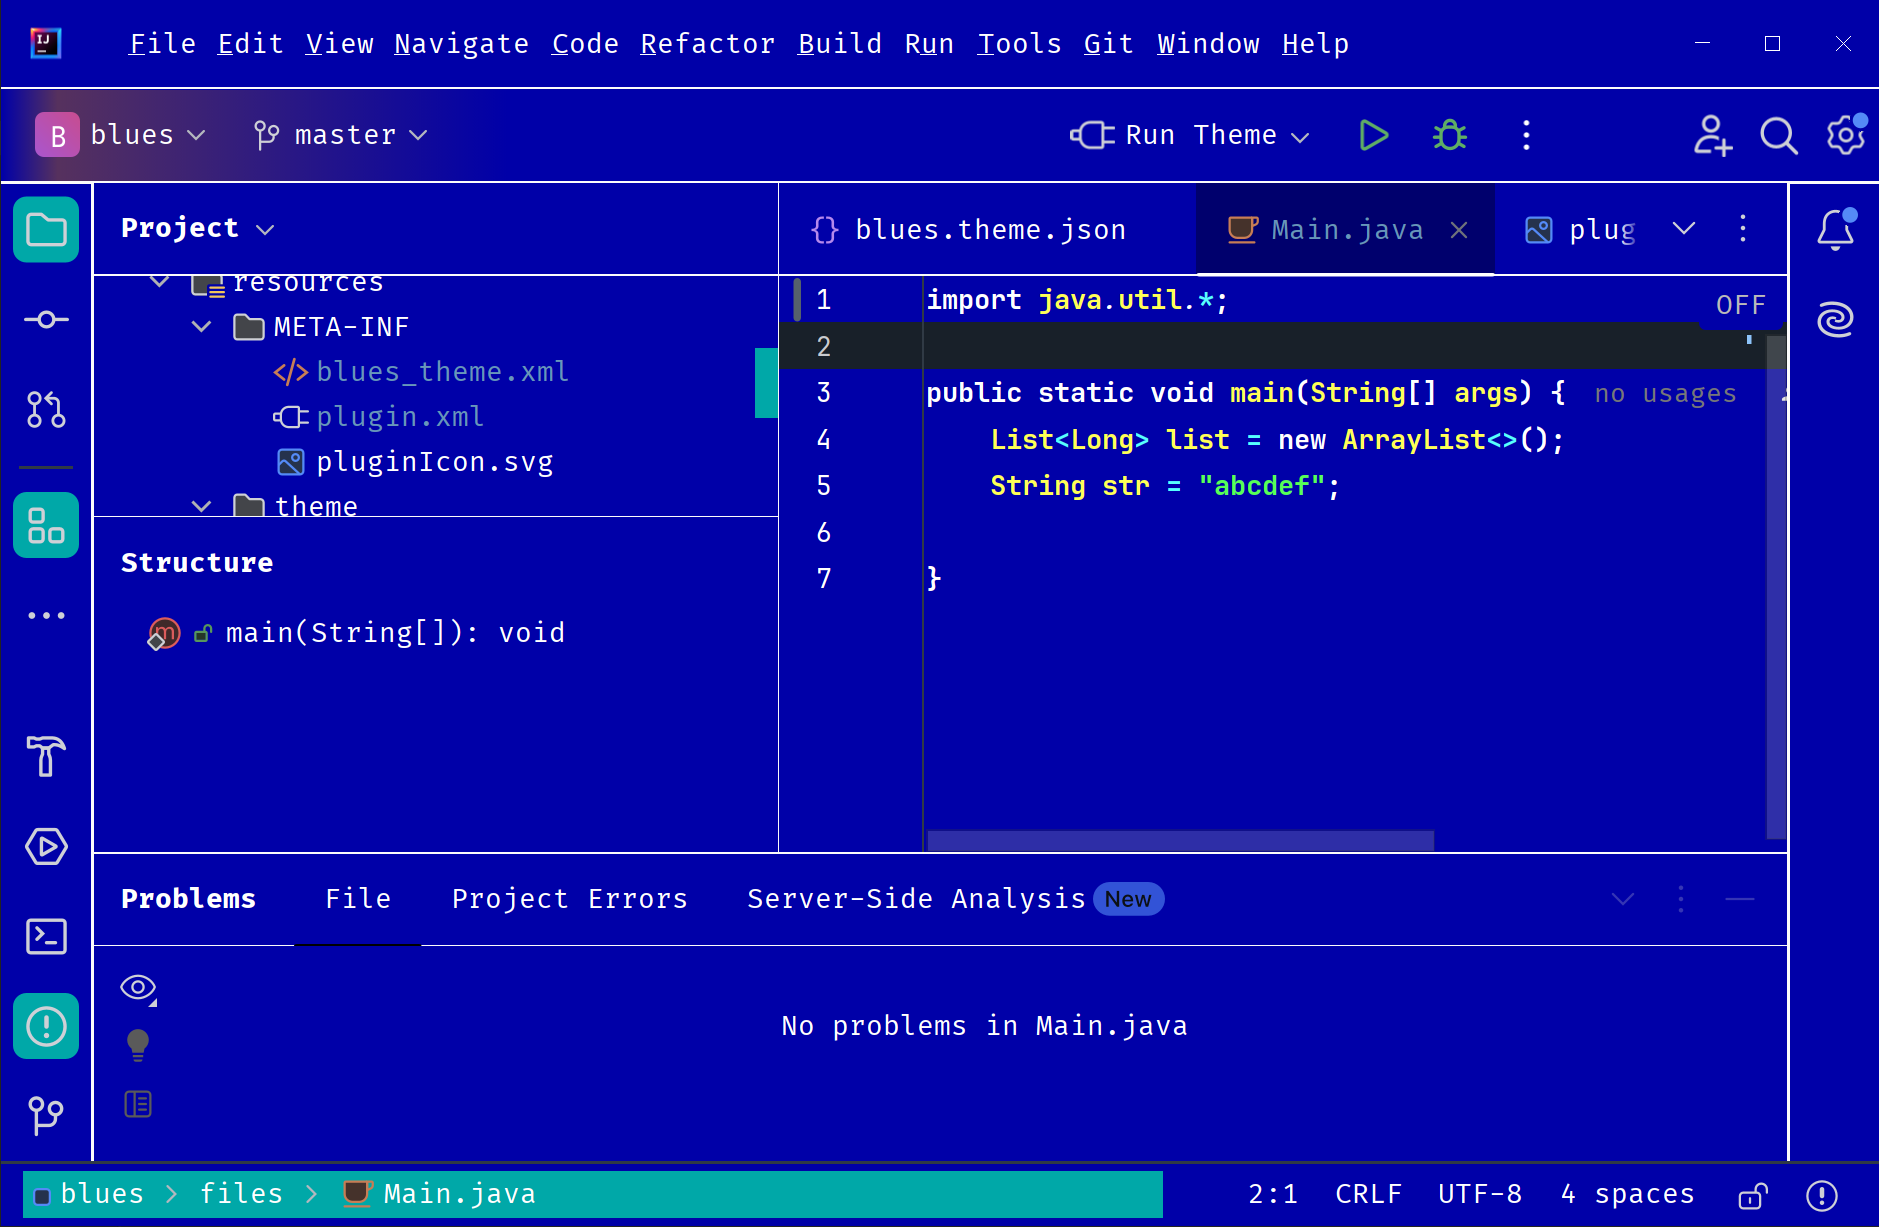 IJ
File Edit View Navigate Code Refactor Build Run Tools Git Window Help
B blues master Run Theme
Project
resources
META-INF
blues_theme.xml
plugin.xml
pluginIcon.svg
theme
Structure
main(String[]): void
blues.theme.json Main.java plug
OFF
1 import java.util.*;
2
3 public static void main(String[] args) { no usages
4 List<Long> list = new ArrayList<>();
5 String str = "abcdef";
6
7 }
Problems File Project Errors Server-Side Analysis New
No problems in Main.java
blues > files > Main.java 2:1 CRLF UTF-8 4 spaces